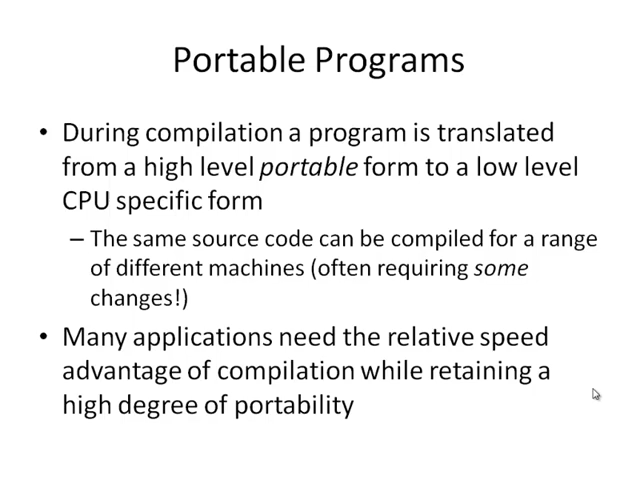 Portable Programs
• During compilation a program is translated
from a high level portable form to a low level
CPU specific form
– The same source code can be compiled for a range
of different machines (often requiring some
changes!)
• Many applications need the relative speed
advantage of compilation while retaining a
high degree of portability